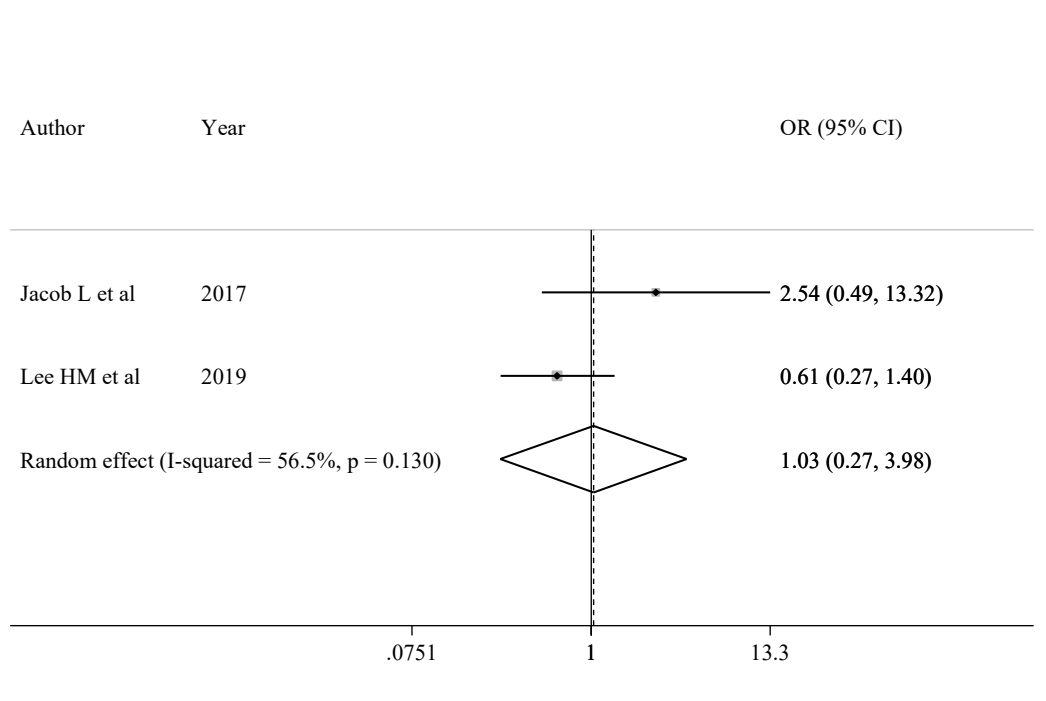 Author Year OR (95% CI)
Jacob L et al 2017 2.54 (0.49, 13.32)
Lee HM et al 2019 0.61 (0.27, 1.40)
Random effect (I-squared = 56.5%, p = 0.130) 1.03 (0.27, 3.98)
.0751 1 13.3